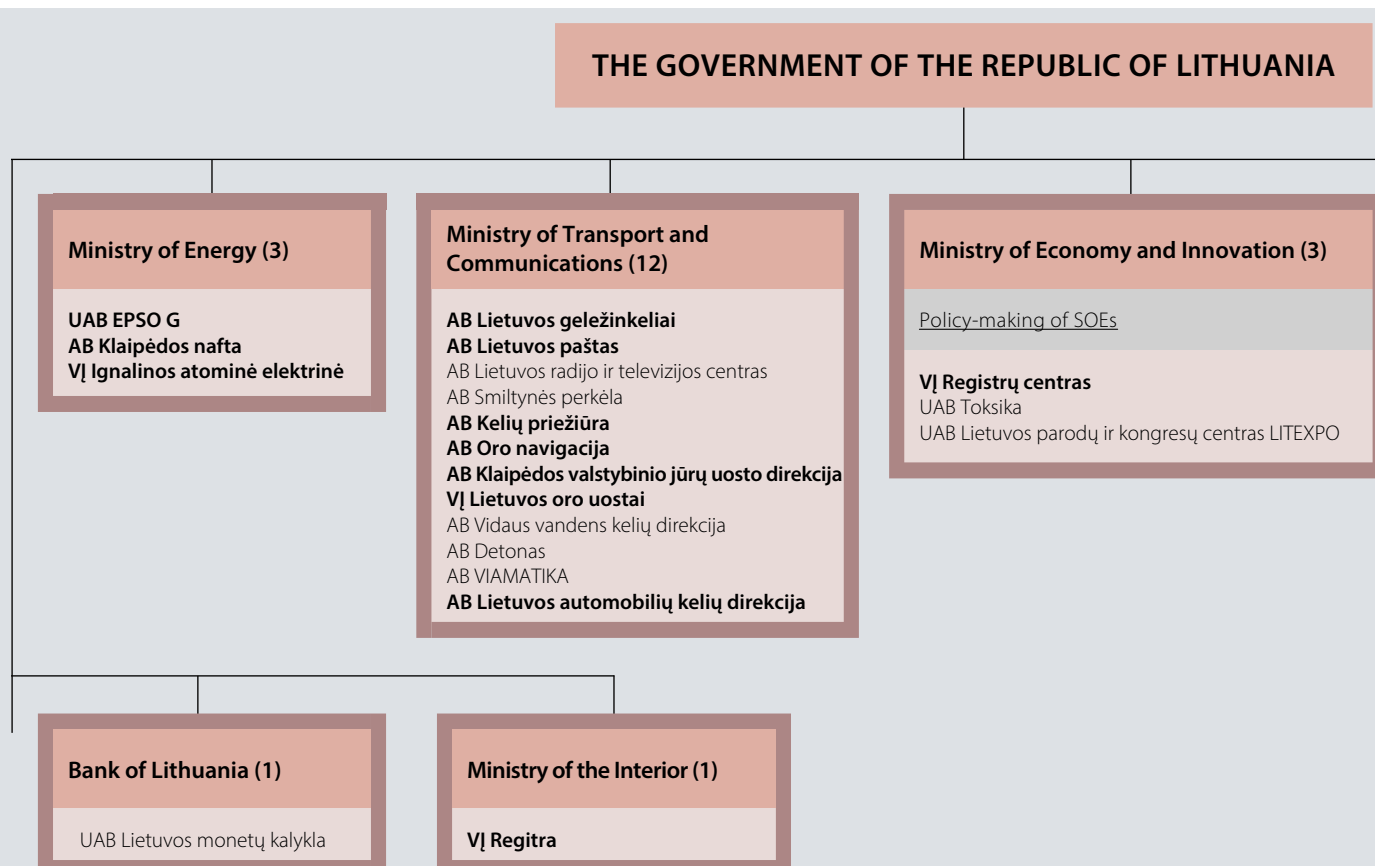 THE GOVERNMENT OF THE REPUBLIC OF LITHUANIA
Ministry of Energy (3)
UAB EPSO G
AB Klaipėdos nafta
VĮ Ignalinos atominė elektrinė
Ministry of Transport and
Communications (12)
AB Lietuvos geležinkeliai
AB Lietuvos paštas
AB Lietuvos radijo ir televizijos centras
AB Smiltynės perkėla
AB Kelių priežiūra
AB Oro navigacija
AB Klaipėdos valstybinio jūrų uosto direkcija
VĮ Lietuvos oro uostai
AB Vidaus vandens kelių direkcija
AB Detonas
AB VIAMATIKA
AB Lietuvos automobilių kelių direkcija
Ministry of Economy and Innovation (3)
Policy-making of SOEs
VĮ Registrų centras
UAB Toksika
UAB Lietuvos parodų ir kongresų centras LITEXPO
Bank of Lithuania (1)
UAB Lietuvos monetų kalykla
Ministry of the Interior (1)
VĮ Regitra